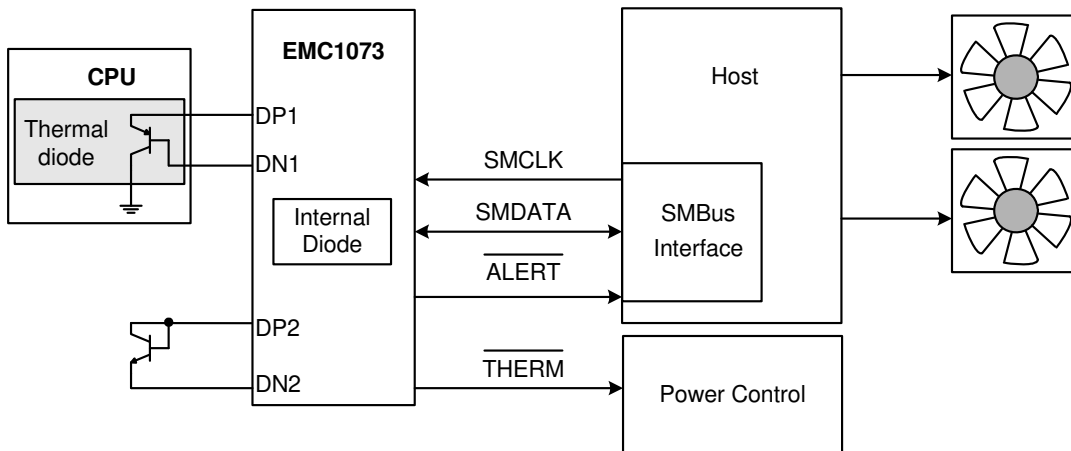 CPU
Thermal
diode
EMC1073
DP1
DN1
Internal
Diode
DP2
DN2
SMCLK
SMDATA
ALERT
THERM
Host
SMBus
Interface
Power Control